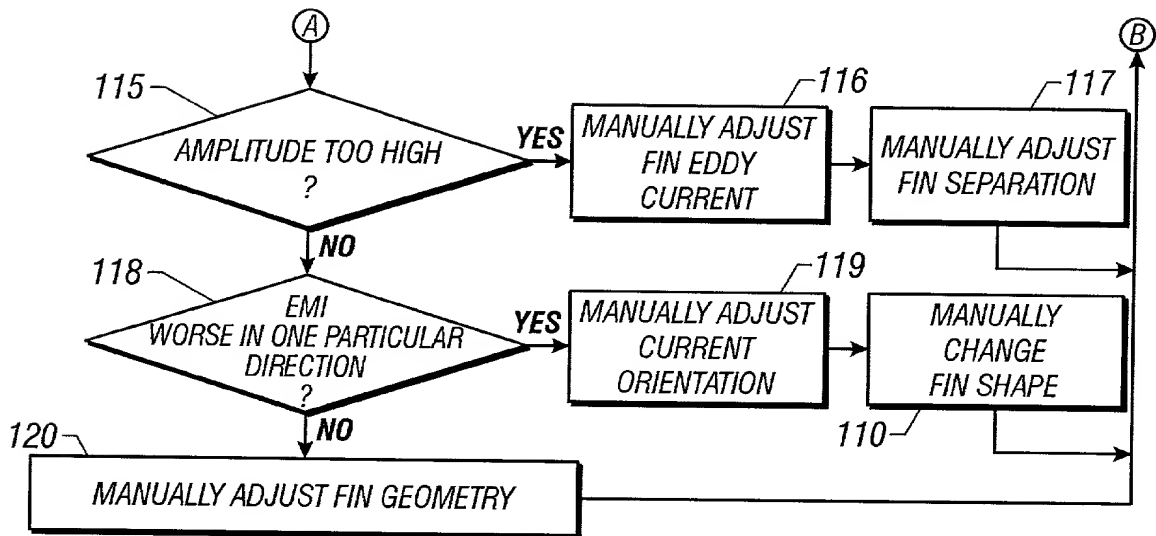 A
B
115
AMPLITUDE TOO HIGH
?
YES
116
MANUALLY ADJUST
FIN EDDY
CURRENT
117
MANUALLY ADJUST
FIN SEPARATION
NO
118
EMI
WORSE IN ONE PARTICULAR
DIRECTION
?
YES
119
MANUALLY ADJUST
CURRENT
ORIENTATION
MANUALLY
CHANGE
FIN SHAPE
110
NO
120
MANUALLY ADJUST FIN GEOMETRY